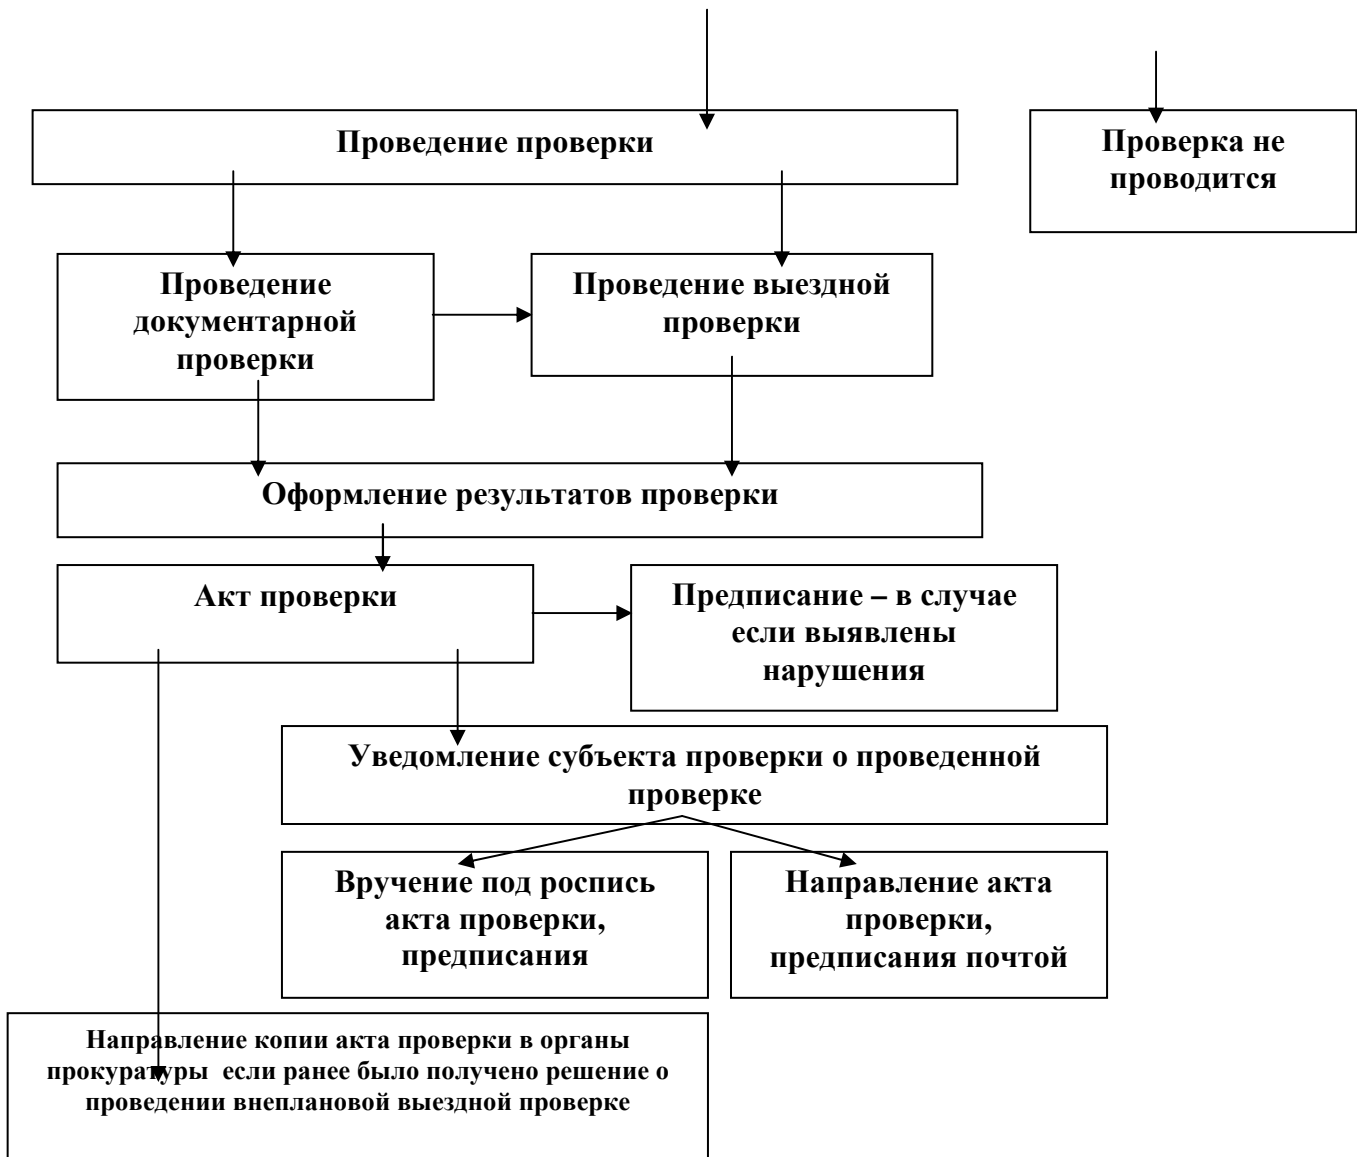 Проведение проверки
Проверка не
проводится
Проведение
документарной
проверки
Проведение выездной
проверки
Оформление результатов проверки
Акт проверки
Предписание – в случае
если выявлены
нарушения
Уведомление субъекта проверки о проведенной
проверке
Вручение под роспись
акта проверки,
предписания
Направление акта
проверки,
предписания почтой
Направление копии акта проверки в органы
прокуратуры  если ранее было получено решение о
проведении внеплановой выездной проверке